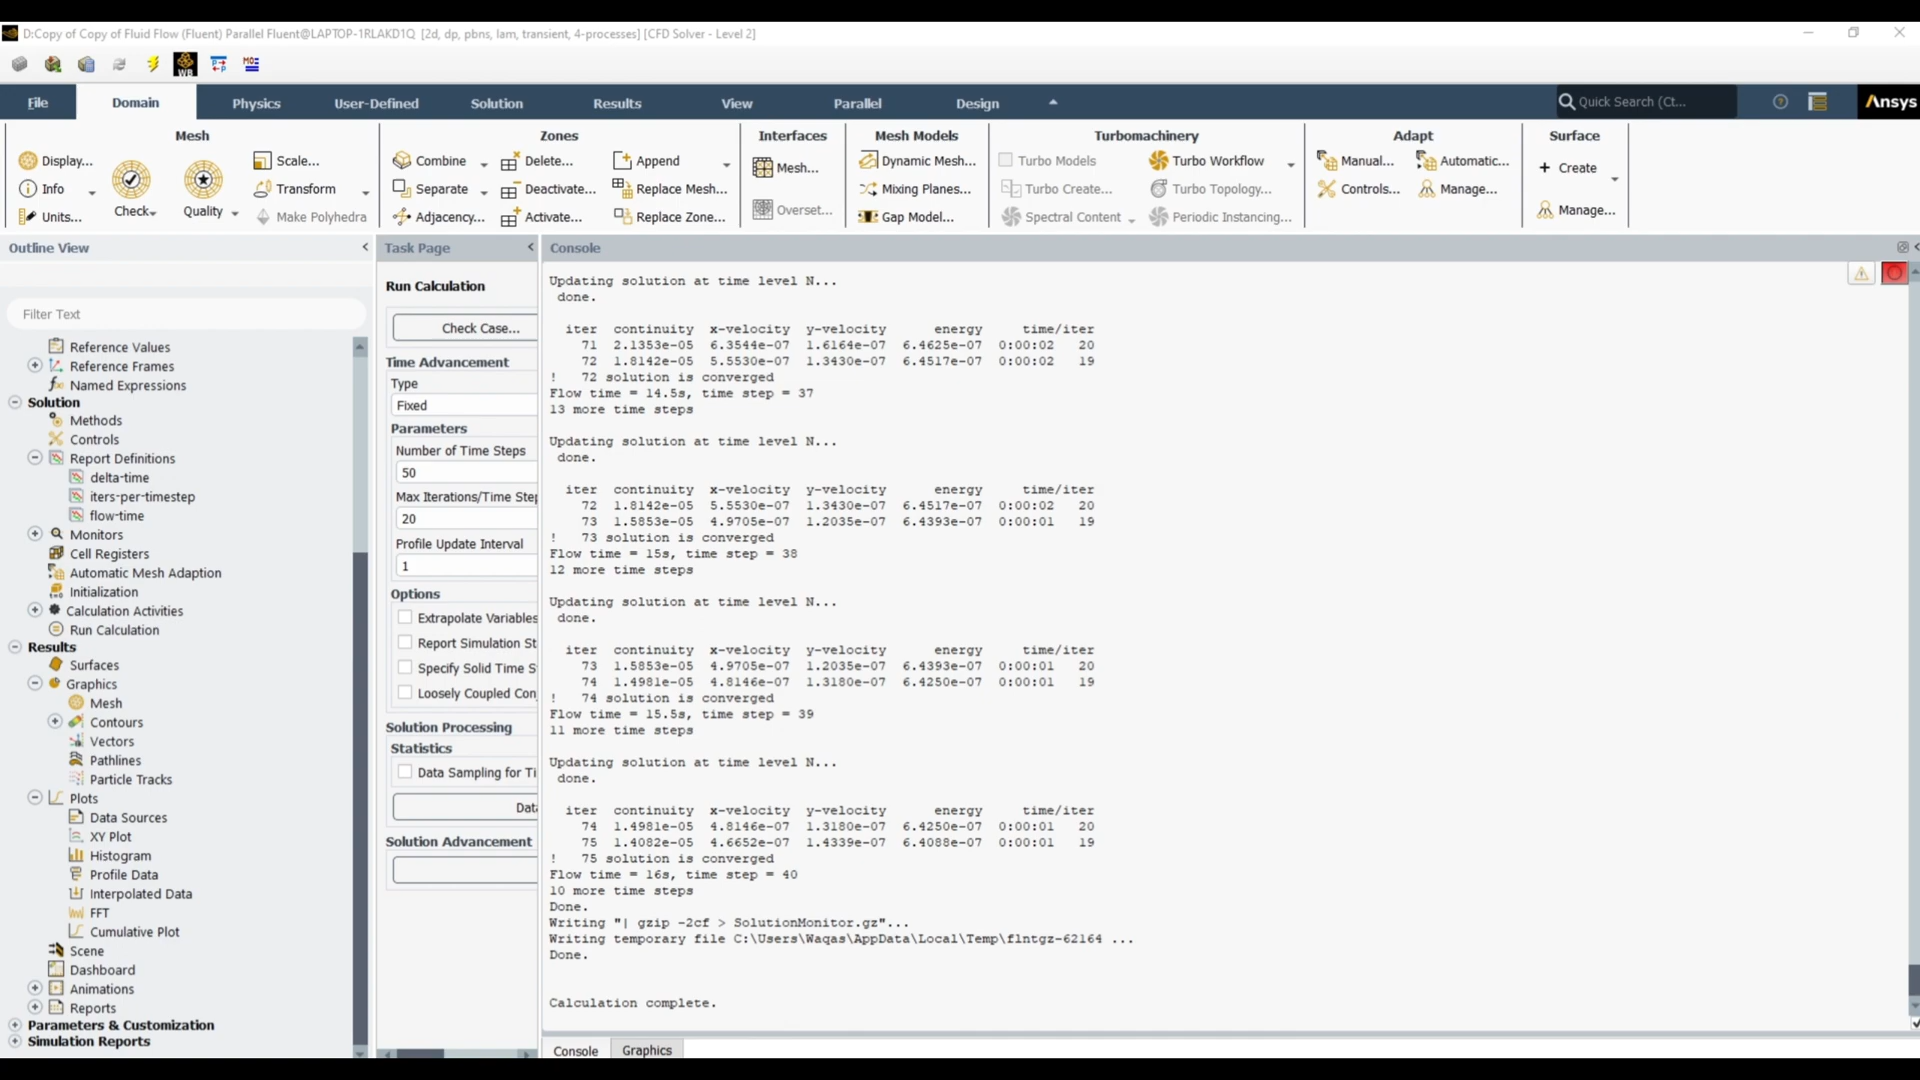 D:Copy of Copy of Fluid Flow (Fluent) Parallel Fluent@LAPTOP-1RLAKD1Q [2d, dp, pbns, lam, transient, 4-processes] [CFD Solver - Level 2]
WB
File Domain Physics User-Defined Solution Results View Parallel Design
Quick Search (Ct...
Ansys
Mesh
Display...
Info
Units...
Check
Quality
Scale...
Transform
Make Polyhedra
Zones
Combine
Separate
Adjacency...
Delete...
Deactivate...
Activate...
Append
Replace Mesh...
Replace Zone...
Interfaces
Mesh...
Overset...
Mesh Models
Dynamic Mesh...
Mixing Planes...
Gap Model...
Turbomachinery
Turbo Models
Turbo Create...
Spectral Content
Turbo Workflow
Turbo Topology...
Periodic Instancing...
Adapt
Manual...
Controls...
Automatic...
Manage...
Surface
+ Create
Manage...
Outline View
Filter Text
Reference Values
Reference Frames
Named Expressions
Solution
Methods
Controls
Report Definitions
delta-time
iters-per-timestep
flow-time
Monitors
Cell Registers
Automatic Mesh Adaption
Initialization
Calculation Activities
Run Calculation
Results
Surfaces
Graphics
Mesh
Contours
Vectors
Pathlines
Particle Tracks
Plots
Data Sources
XY Plot
Histogram
Profile Data
Interpolated Data
FFT
Cumulative Plot
Scene
Dashboard
Animations
Reports
Parameters & Customization
Simulation Reports
Task Page
Run Calculation
Check Case...
Time Advancement
Type
Fixed
Parameters
Number of Time Steps
50
Max Iterations/Time Step
20
Profile Update Interval
1
Options
Extrapolate Variables
Report Simulation St
Specify Solid Time S
Loosely Coupled Con
Solution Processing
Statistics
Data Sampling for Ti
Data
Solution Advancement
Console
Updating solution at time level N...
done.
iter continuity x-velocity y-velocity energy time/iter
71 2.1353e-05 6.3544e-07 1.6164e-07 6.4625e-07 0:00:02 20
72 1.8142e-05 5.5530e-07 1.3430e-07 6.4517e-07 0:00:02 19
! 72 solution is converged
Flow time = 14.5s, time step = 37
13 more time steps
Updating solution at time level N...
done.
iter continuity x-velocity y-velocity energy time/iter
72 1.8142e-05 5.5530e-07 1.3430e-07 6.4517e-07 0:00:02 20
73 1.5853e-05 4.9705e-07 1.2035e-07 6.4393e-07 0:00:01 19
! 73 solution is converged
Flow time = 15s, time step = 38
12 more time steps
Updating solution at time level N...
done.
iter continuity x-velocity y-velocity energy time/iter
73 1.5853e-05 4.9705e-07 1.2035e-07 6.4393e-07 0:00:01 20
74 1.4981e-05 4.8146e-07 1.3180e-07 6.4250e-07 0:00:01 19
! 74 solution is converged
Flow time = 15.5s, time step = 39
11 more time steps
Updating solution at time level N...
done.
iter continuity x-velocity y-velocity energy time/iter
74 1.4981e-05 4.8146e-07 1.3180e-07 6.4250e-07 0:00:01 20
75 1.4082e-05 4.6652e-07 1.4339e-07 6.4088e-07 0:00:01 19
! 75 solution is converged
Flow time = 16s, time step = 40
10 more time steps
Done.
Writing "| gzip -2cf > SolutionMonitor.gz"...
Writing temporary file C:\Users\Waqas\AppData\Local\Temp\flntgz-62164 ...
Done.
Calculation complete.
Console Graphics